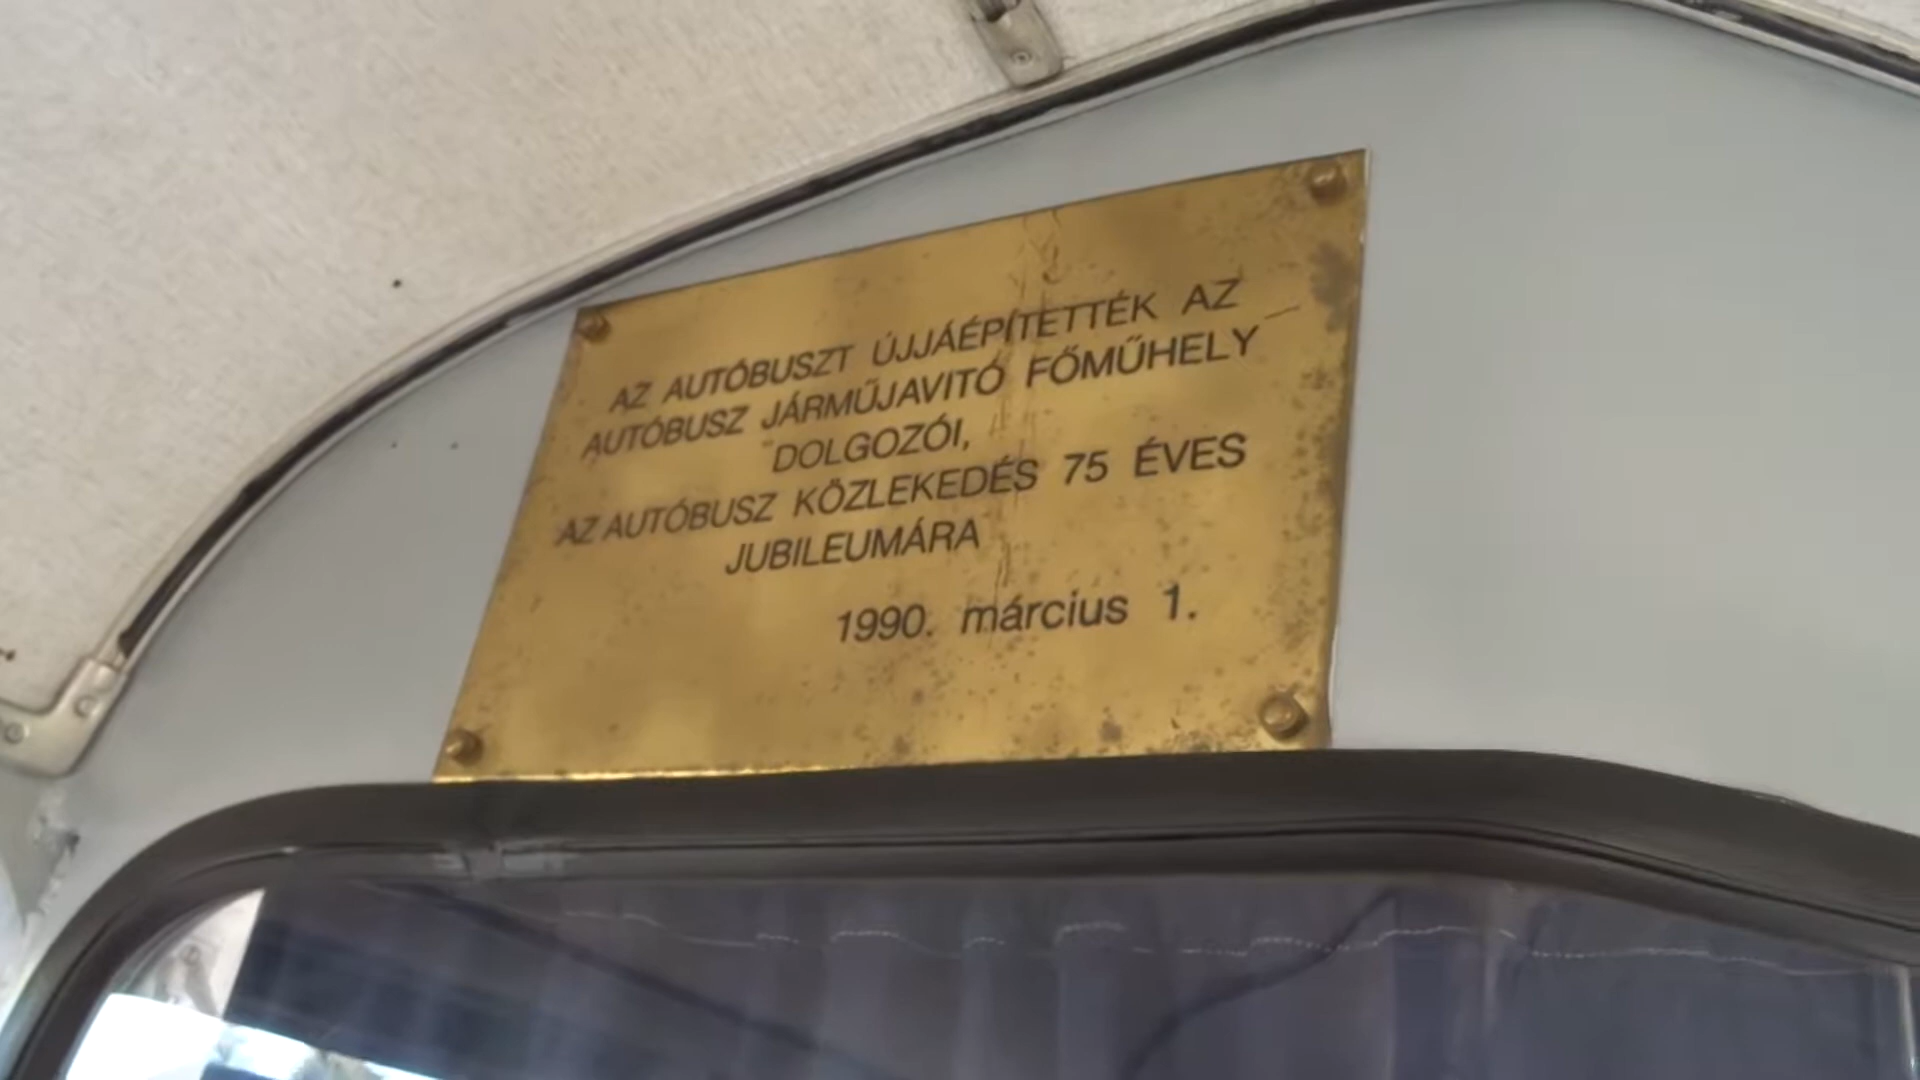 AZ AUTÓBUSZT ÚJJÁÉPÍTETTÉK AZ
AUTÓBUSZ JÁRMŰJAVITÓ FŐMŰHELY
DOLGOZÓI,
AZ AUTÓBUSZ KÖZLEKEDÉS 75 ÉVES
JUBILEUMÁRA
1990. március 1.